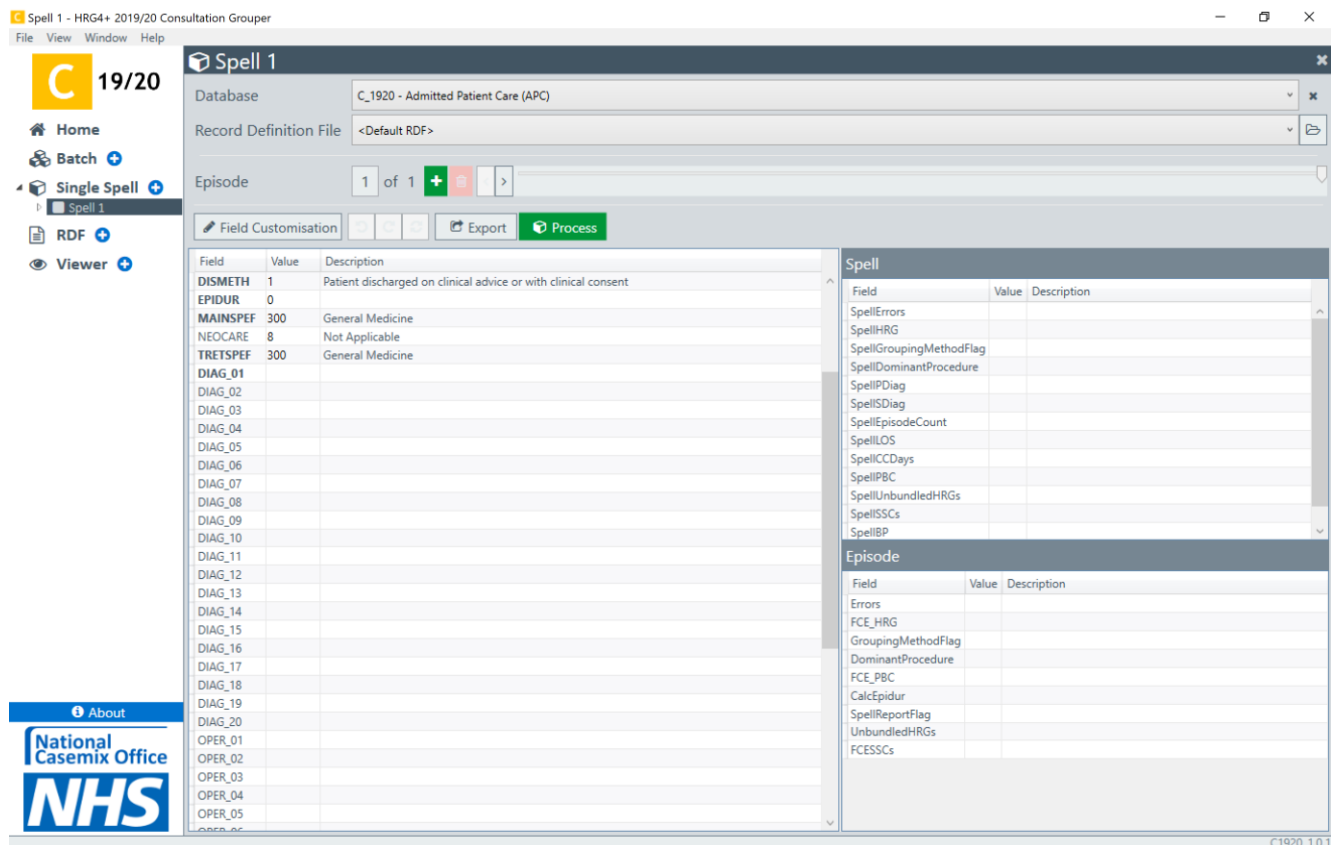 C Spell 1 - HRG4+ 2019/20 Consultation Grouper
File View Window Help
C 19/20
Home
Batch
Single Spell
Spell 1
RDF
Viewer
About
National
Casemix Office
NHS
Spell 1
Database C_1920 - Admitted Patient Care (APC)
Record Definition File <Default RDF>
Episode 1 of 1
Field Customisation Export Process
Field Value Description
DISMETH 1 Patient discharged on clinical advice or with clinical consent
EPIDUR 0
MAINSPEF 300 General Medicine
NEOCARE 8 Not Applicable
TRETSPEF 300 General Medicine
DIAG_01
DIAG_02
DIAG_03
DIAG_04
DIAG_05
DIAG_06
DIAG_07
DIAG_08
DIAG_09
DIAG_10
DIAG_11
DIAG_12
DIAG_13
DIAG_14
DIAG_15
DIAG_16
DIAG_17
DIAG_18
DIAG_19
DIAG_20
OPER_01
OPER_02
OPER_03
OPER_04
OPER_05
Spell
Field Value Description
SpellErrors
SpellHRG
SpellGroupingMethodFlag
SpellDominantProcedure
SpellPDiag
SpellSDiag
SpellEpisodeCount
SpellLOS
SpellCCDays
SpellPBC
SpellUnbundledHRGs
SpellSSCs
SpellBP
Episode
Field Value Description
Errors
FCE_HRG
GroupingMethodFlag
DominantProcedure
FCE_PBC
CalcEpidur
SpellReportFlag
UnbundledHRGs
FCESSCs
C1920_1.0.1